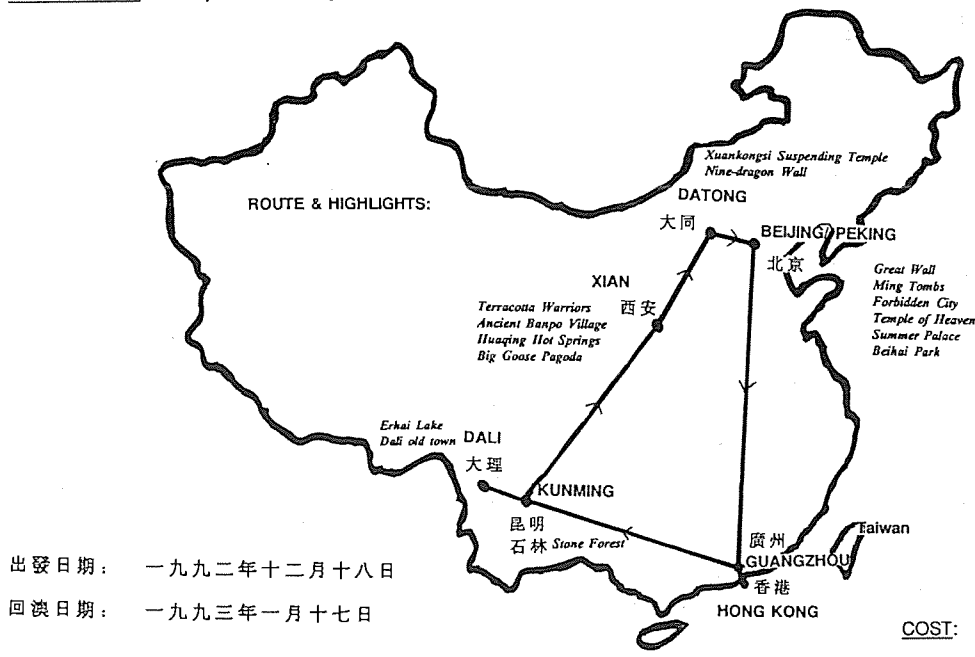 Xuankongsi Suspending Temple
Nine-dragon Wall
DATONG
大同
ROUTE & HIGHLIGHTS:
BEIJING/PEKING
北京
Great Wall
Ming Tombs
Forbidden City
Temple of Heaven
Summer Palace
Beihai Park
XIAN
西安
Terracotta Warriors
Ancient Banpo Village
Huaqing Hot Springs
Big Goose Pagoda
Erhai Lake
Dali old town
DALI
大理
KUNMING
昆明
石林 Stone Forest
Taiwan
廣州
GUANGZHOU
香港
HONG KONG
出發日期： 一九九二年十二月十八日
回澳日期： 一九九三年一月十七日
COST: